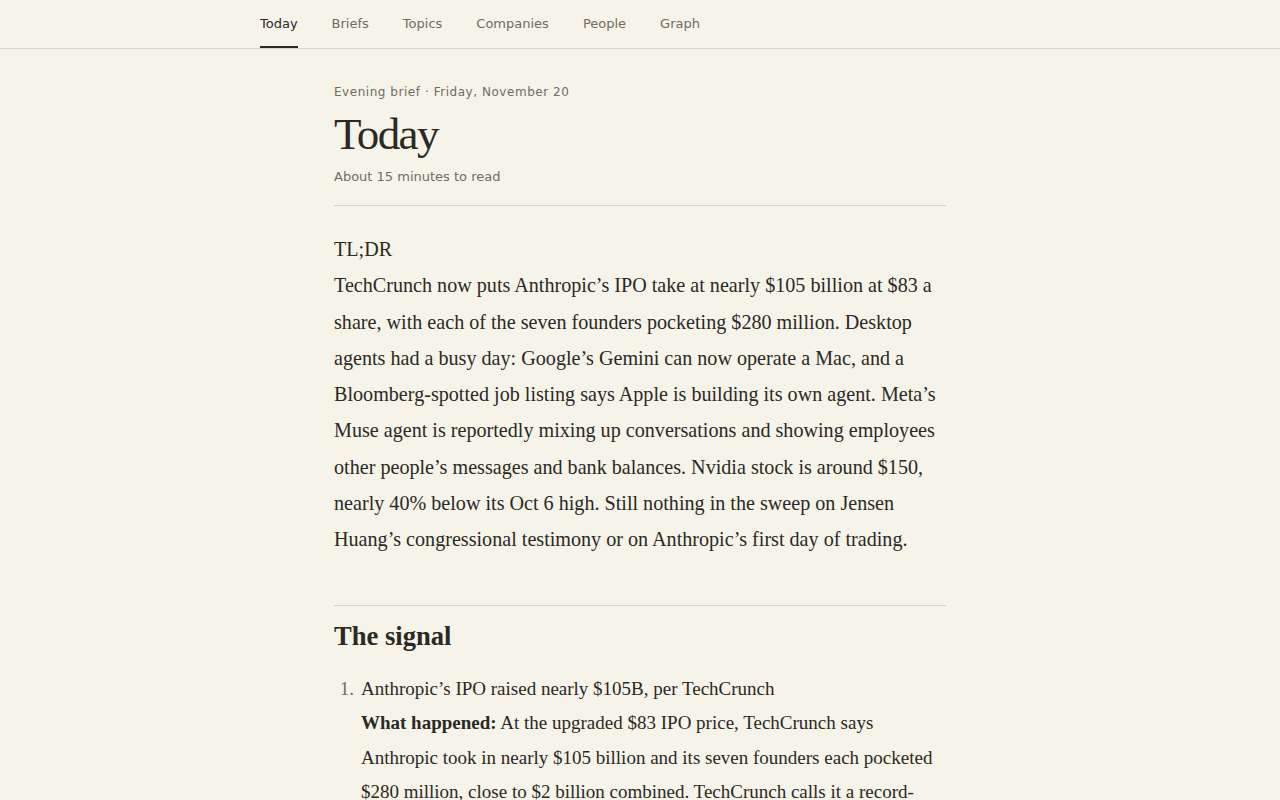 Today Briefs Topics Companies People Graph
Evening brief · Friday, November 20
Today
About 15 minutes to read
TL;DR
TechCrunch now puts Anthropic’s IPO take at nearly $105 billion at $83 a
share, with each of the seven founders pocketing $280 million. Desktop
agents had a busy day: Google’s Gemini can now operate a Mac, and a
Bloomberg-spotted job listing says Apple is building its own agent. Meta’s
Muse agent is reportedly mixing up conversations and showing employees
other people’s messages and bank balances. Nvidia stock is around $150,
nearly 40% below its Oct 6 high. Still nothing in the sweep on Jensen
Huang’s congressional testimony or on Anthropic’s first day of trading.
The signal
1. Anthropic’s IPO raised nearly $105B, per TechCrunch
What happened: At the upgraded $83 IPO price, TechCrunch says
Anthropic took in nearly $105 billion and its seven founders each pocketed
$280 million, close to $2 billion combined. TechCrunch calls it a record-